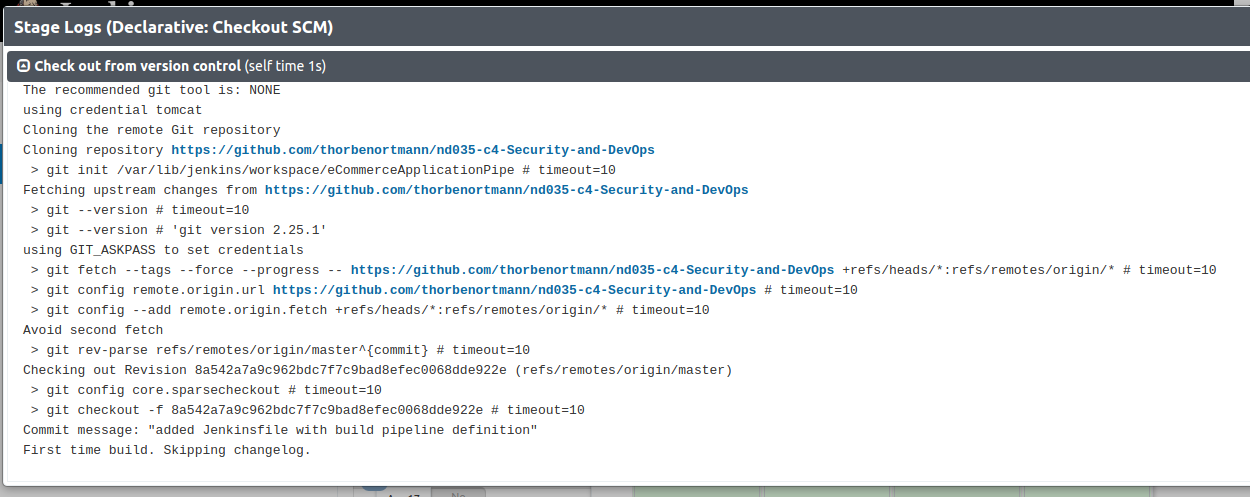 Stage Logs (Declarative: Checkout SCM)
Check out from version control (self time 1s)
The recommended git tool is: NONE
using credential tomcat
Cloning the remote Git repository
Cloning repository https://github.com/thorbenortmann/nd035-c4-Security-and-DevOps
 > git init /var/lib/jenkins/workspace/eCommerceApplicationPipe # timeout=10
Fetching upstream changes from https://github.com/thorbenortmann/nd035-c4-Security-and-DevOps
 > git --version # timeout=10
 > git --version # 'git version 2.25.1'
using GIT_ASKPASS to set credentials
 > git fetch --tags --force --progress -- https://github.com/thorbenortmann/nd035-c4-Security-and-DevOps +refs/heads/*:refs/remotes/origin/* # timeout=10
 > git config remote.origin.url https://github.com/thorbenortmann/nd035-c4-Security-and-DevOps # timeout=10
 > git config --add remote.origin.fetch +refs/heads/*:refs/remotes/origin/* # timeout=10
Avoid second fetch
 > git rev-parse refs/remotes/origin/master^{commit} # timeout=10
Checking out Revision 8a542a7a9c962bdc7f7c9bad8efec0068dde922e (refs/remotes/origin/master)
 > git config core.sparsecheckout # timeout=10
 > git checkout -f 8a542a7a9c962bdc7f7c9bad8efec0068dde922e # timeout=10
Commit message: "added Jenkinsfile with build pipeline definition"
First time build. Skipping changelog.